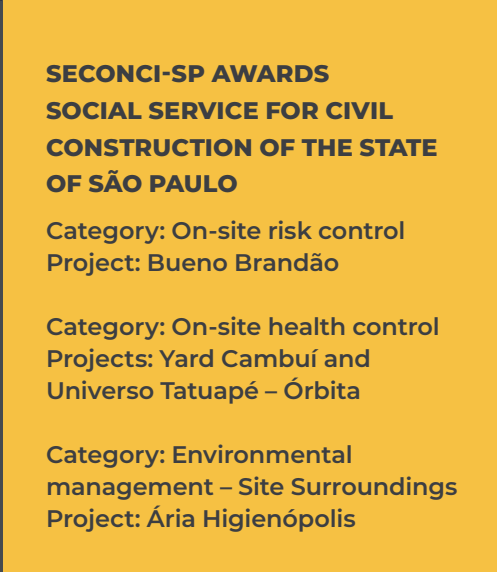 SECONCI-SP AWARDS
SOCIAL SERVICE FOR CIVIL
CONSTRUCTION OF THE STATE
OF SÃO PAULO
Category: On-site risk control
Project: Bueno Brandão
Category: On-site health control
Projects: Yard Cambuí and
Universo Tatuapé – Órbita
Category: Environmental
management – Site Surroundings
Project: Ária Higienópolis